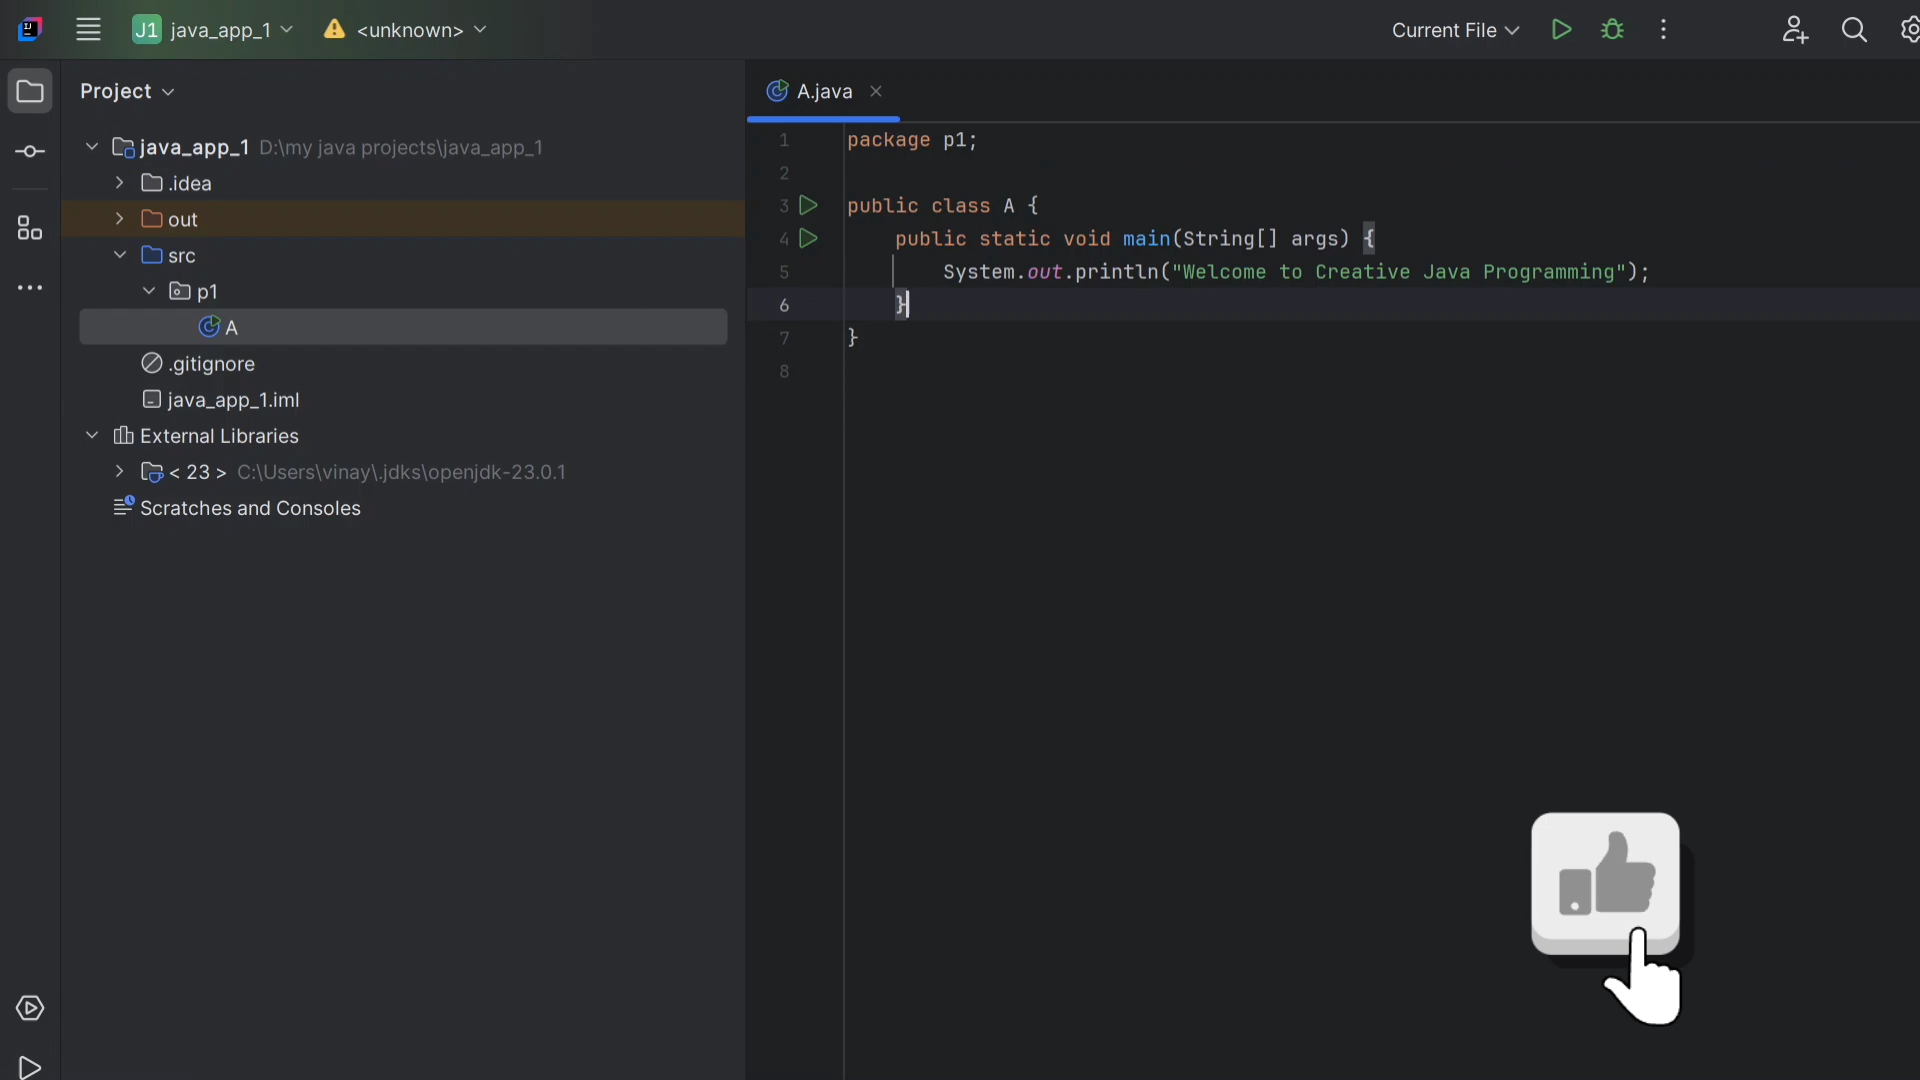 J1 java_app_1 <unknown> Current File
Project
java_app_1 D:\my java projects\java_app_1
.idea
out
src
p1
A
.gitignore
java_app_1.iml
External Libraries
< 23 > C:\Users\vinay\.jdks\openjdk-23.0.1
Scratches and Consoles
A.java
1 package p1;
2
3 public class A {
4 public static void main(String[] args) {
5 System.out.println("Welcome to Creative Java Programming");
6 }
7 }
8